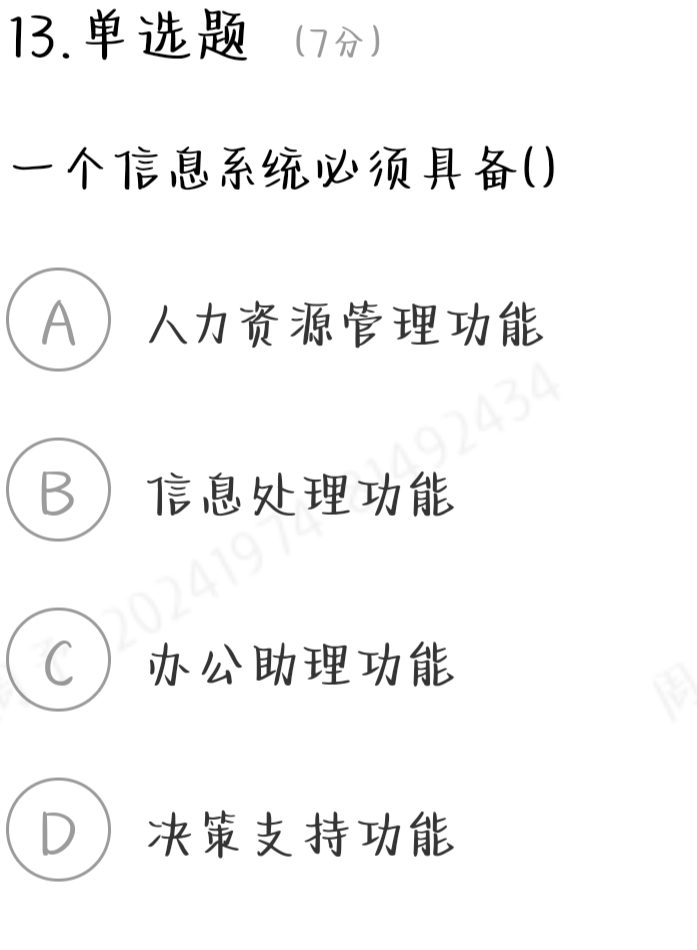 13.单选题 (7分)
一个信息系统必须具备()
A 人力资源管理功能
B 信息处理功能
C 办公助理功能
D 决策支持功能